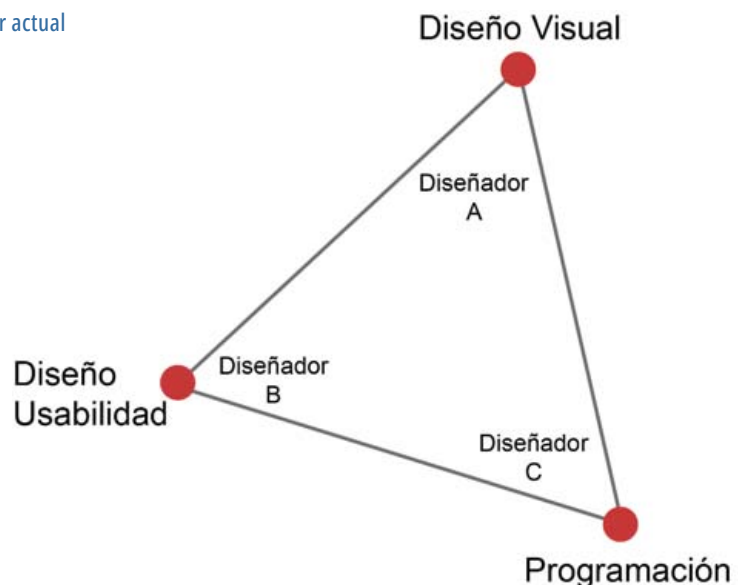 r actual
Diseño Visual
Diseñador
A
Diseño
Usabilidad
Diseñador
B
Diseñador
C
Programación